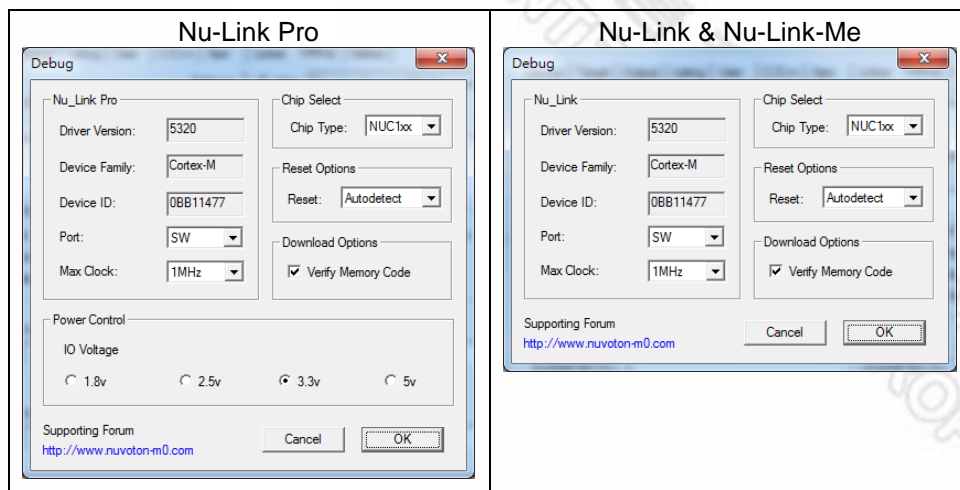 Nu-Link Pro
Debug
Nu_Link Pro
Driver Version: 5320
Device Family: Cortex-M
Device ID: 0BB11477
Port: SW
Max Clock: 1MHz
Chip Select
Chip Type: NUC1xx
Reset Options
Reset: Autodetect
Download Options
Verify Memory Code
Power Control
IO Voltage
1.8v 2.5v 3.3v 5v
Supporting Forum
http://www.nuvoton-m0.com
Cancel OK
Nu-Link & Nu-Link-Me
Debug
Nu_Link
Driver Version: 5320
Device Family: Cortex-M
Device ID: 0BB11477
Port: SW
Max Clock: 1MHz
Chip Select
Chip Type: NUC1xx
Reset Options
Reset: Autodetect
Download Options
Verify Memory Code
Supporting Forum
http://www.nuvoton-m0.com
Cancel OK